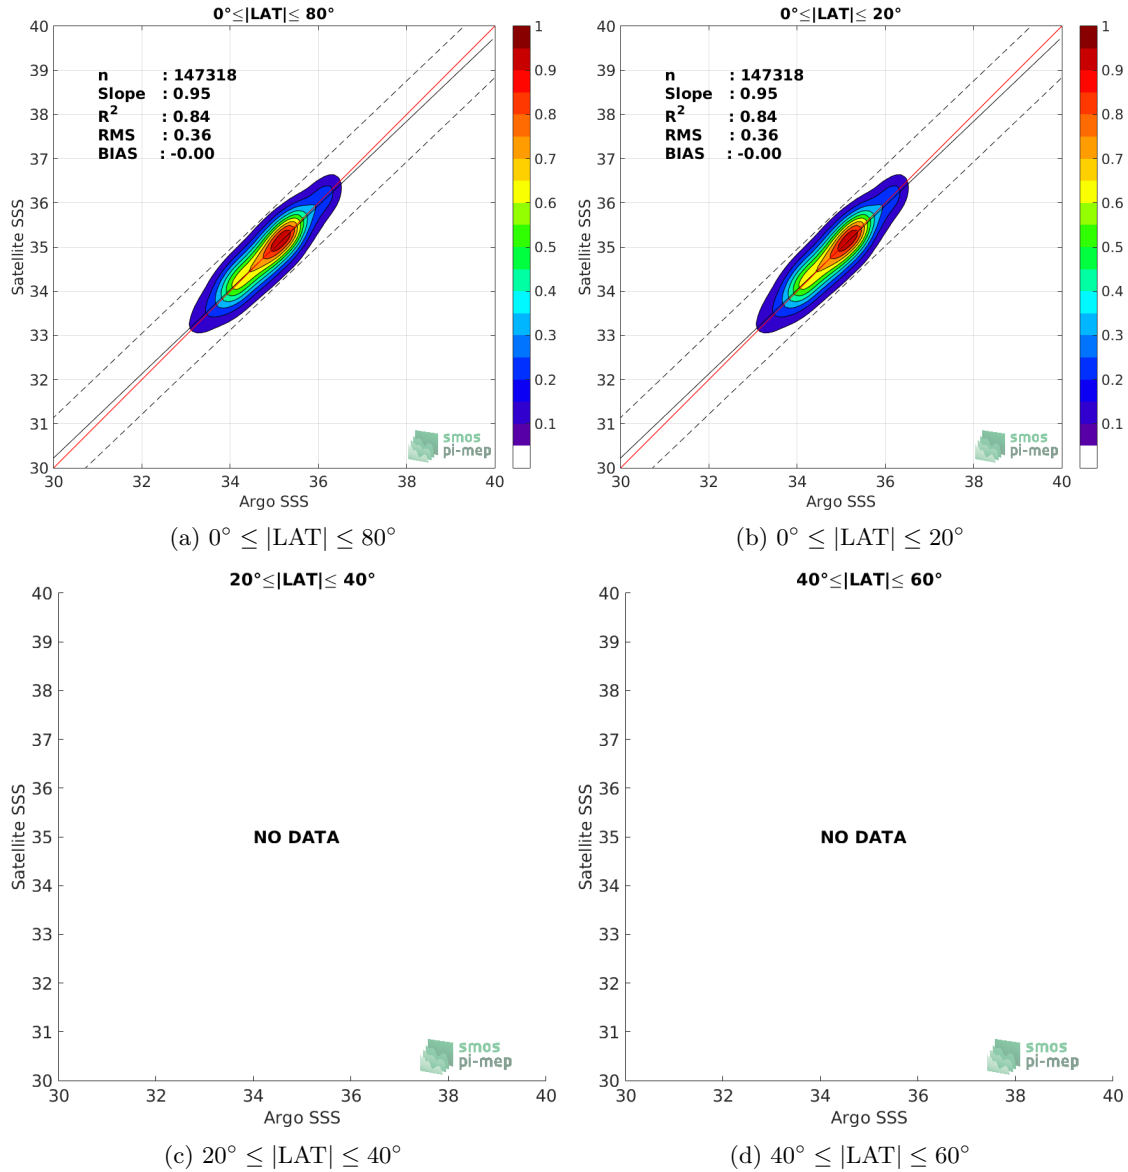 0°≤|LAT|≤ 80°
40
39
38
37
36
35
34
33
32
31
30
Satellite SSS
n : 147318
Slope : 0.95
R² : 0.84
RMS : 0.36
BIAS : -0.00
smos
pi-mep
30 32 34 36 38 40
Argo SSS
1
0.9
0.8
0.7
0.6
0.5
0.4
0.3
0.2
0.1
(a) 0° ≤ |LAT| ≤ 80°
0°≤|LAT|≤ 20°
40
39
38
37
36
35
34
33
32
31
30
Satellite SSS
n : 147318
Slope : 0.95
R² : 0.84
RMS : 0.36
BIAS : -0.00
smos
pi-mep
30 32 34 36 38 40
Argo SSS
1
0.9
0.8
0.7
0.6
0.5
0.4
0.3
0.2
0.1
(b) 0° ≤ |LAT| ≤ 20°
20°≤|LAT|≤ 40°
40
39
38
37
36
35
34
33
32
31
30
Satellite SSS
NO DATA
smos
pi-mep
30 32 34 36 38 40
Argo SSS
(c) 20° ≤ |LAT| ≤ 40°
40°≤|LAT|≤ 60°
40
39
38
37
36
35
34
33
32
31
30
Satellite SSS
NO DATA
smos
pi-mep
30 32 34 36 38 40
Argo SSS
(d) 40° ≤ |LAT| ≤ 60°